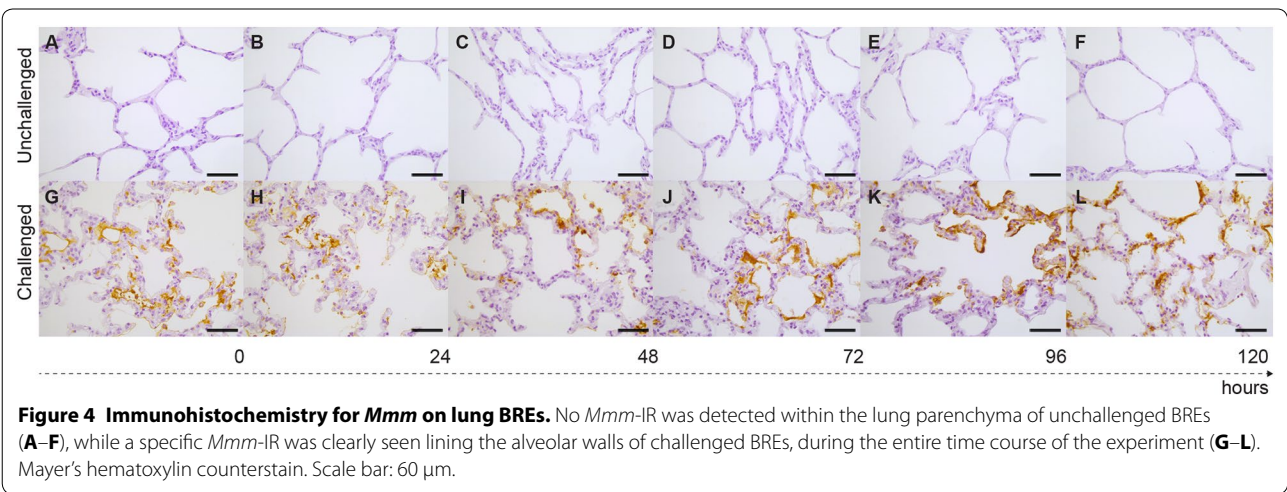 Unchallenged
A B C D E F
Challenged
G H I J K L
0 24 48 72 96 120
hours
Figure 4 Immunohistochemistry for Mmm on lung BREs. No Mmm-IR was detected within the lung parenchyma of unchallenged BREs
(A–F), while a specific Mmm-IR was clearly seen lining the alveolar walls of challenged BREs, during the entire time course of the experiment (G–L).
Mayer's hematoxylin counterstain. Scale bar: 60 µm.